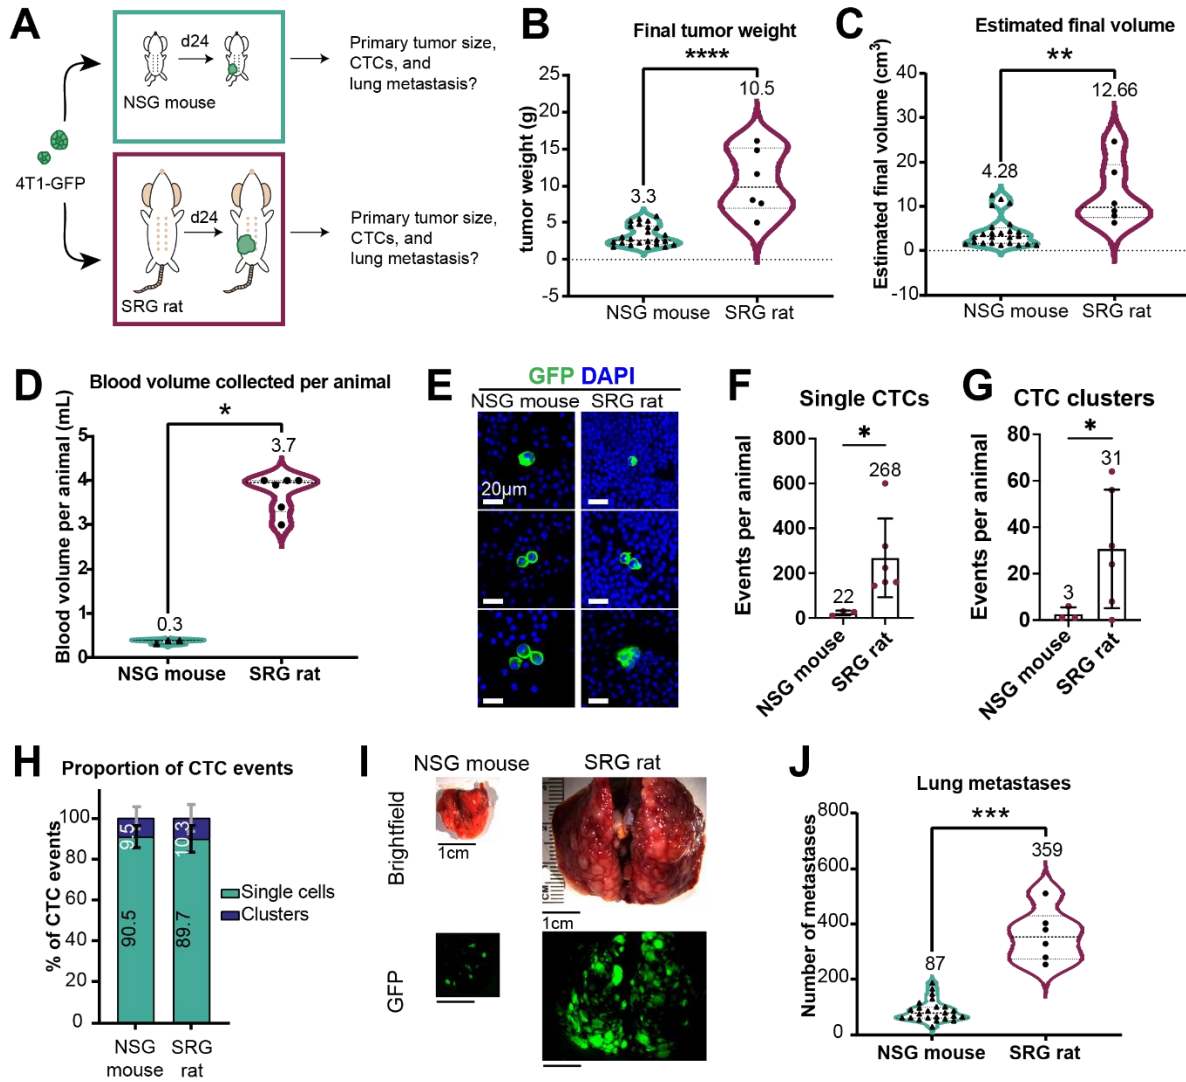 A
d24
NSG mouse
Primary tumor size,
CTCs, and
lung metastasis?
4T1-GFP
d24
SRG rat
Primary tumor size,
CTCs, and
lung metastasis?
B
Final tumor weight
****
10.5
3.3
tumor weight (g)
25
20
15
10
5
0
-5
NSG mouse
SRG rat
C
Estimated final volume
**
12.66
4.28
Estimated final volume (cm3)
40
30
20
10
0
-10
NSG mouse
SRG rat
D
Blood volume collected per animal
*
3.7
0.3
Blood volume per animal (mL)
5
4
3
2
1
0
NSG mouse
SRG rat
E
GFP DAPI
NSG mouse
SRG rat
20µm
F
Single CTCs
*
268
22
Events per animal
800
600
400
200
0
NSG mouse
SRG rat
G
CTC clusters
*
31
3
Events per animal
80
60
40
20
0
NSG mouse
SRG rat
H
Proportion of CTC events
% of CTC events
100
80
60
40
20
0
9.5
10.3
90.5
89.7
Single cells
Clusters
NSG
mouse
SRG
rat
I
NSG mouse
SRG rat
Brightfield
1cm
CM
1cm
GFP
J
Lung metastases
***
359
87
Number of metastases
800
600
400
200
0
NSG mouse
SRG rat